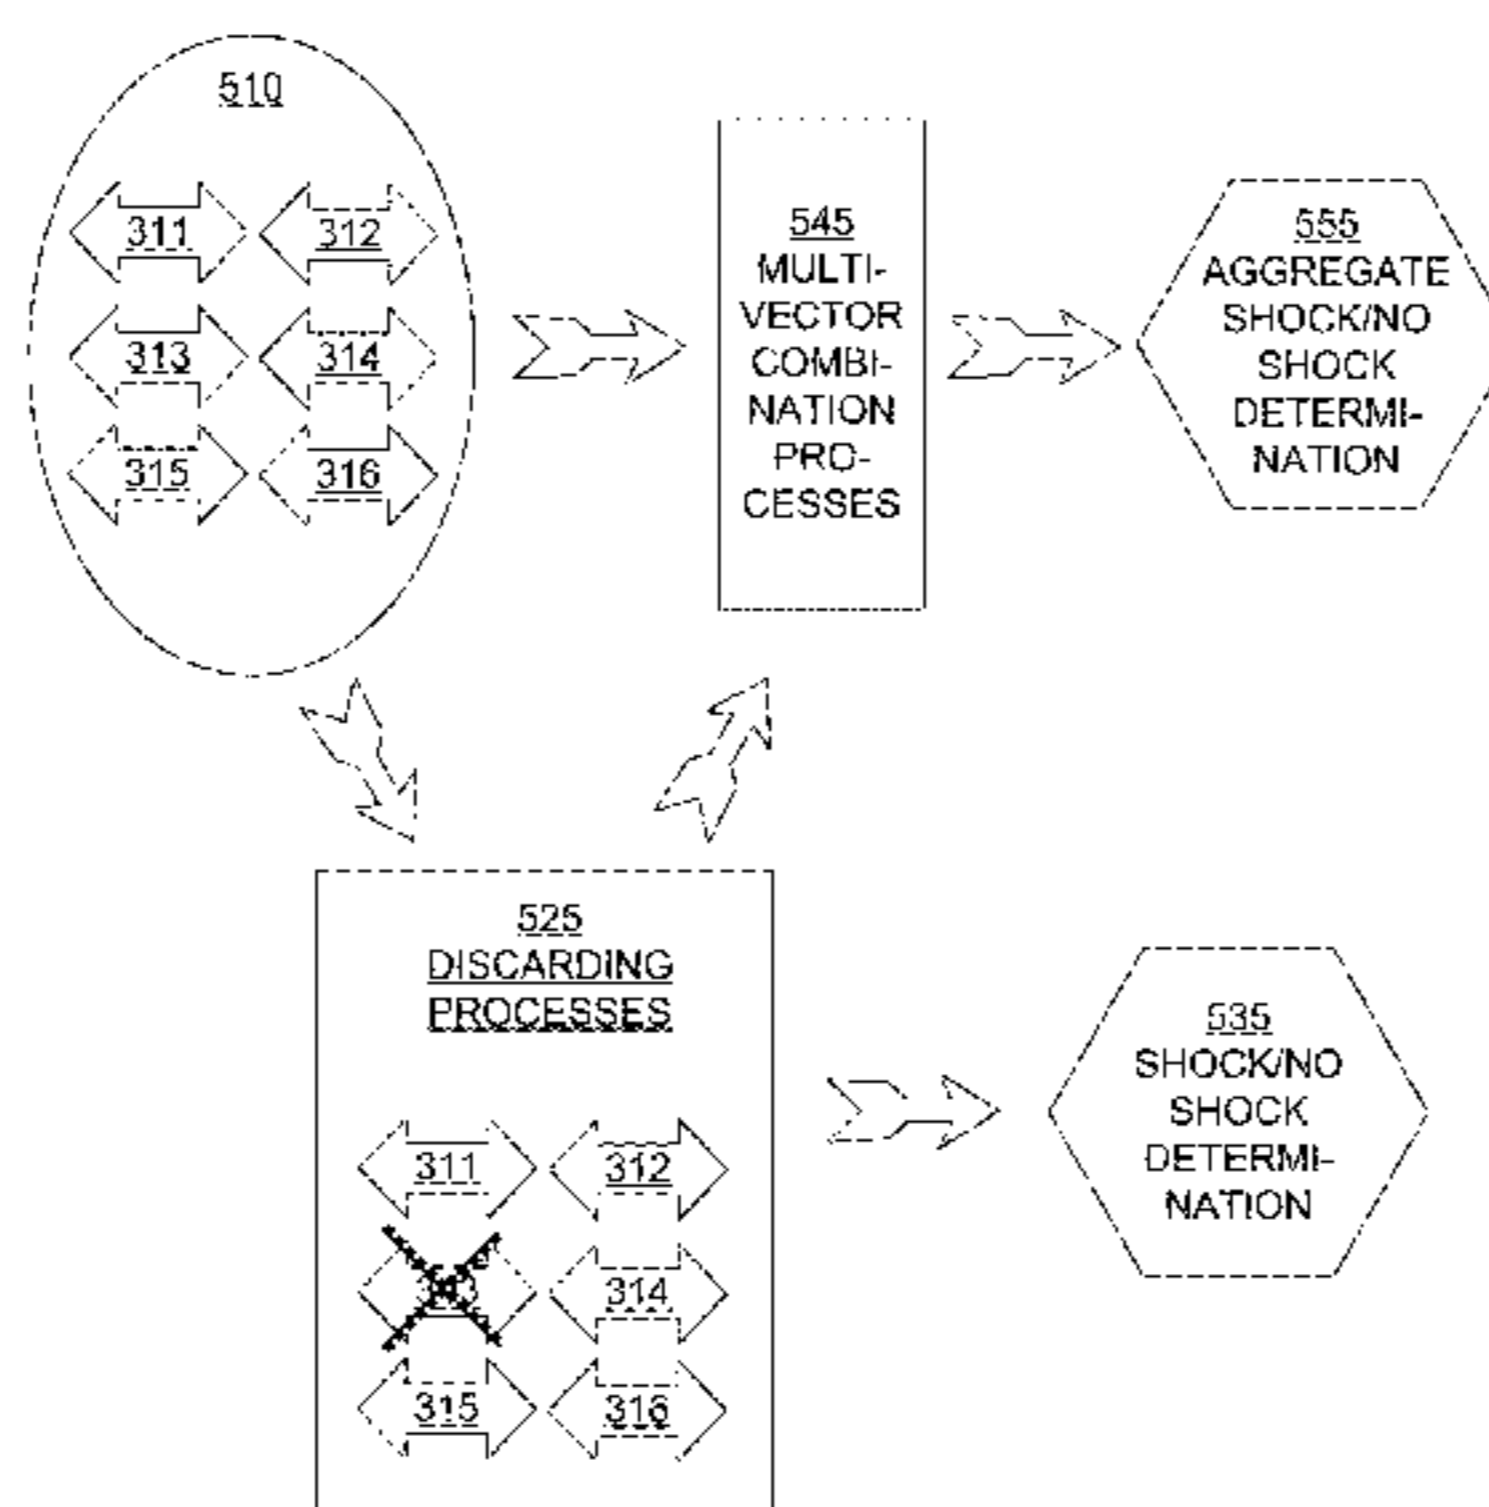 510
311 312
313 314
315 316
545
MULTI-
VECTOR
COMBI-
NATION
PRO-
CESSES
555
AGGREGATE
SHOCK/NO
SHOCK
DETERMI-
NATION
525
DISCARDING
PROCESSES
311 312
314
315 316
535
SHOCK/NO
SHOCK
DETERMI-
NATION